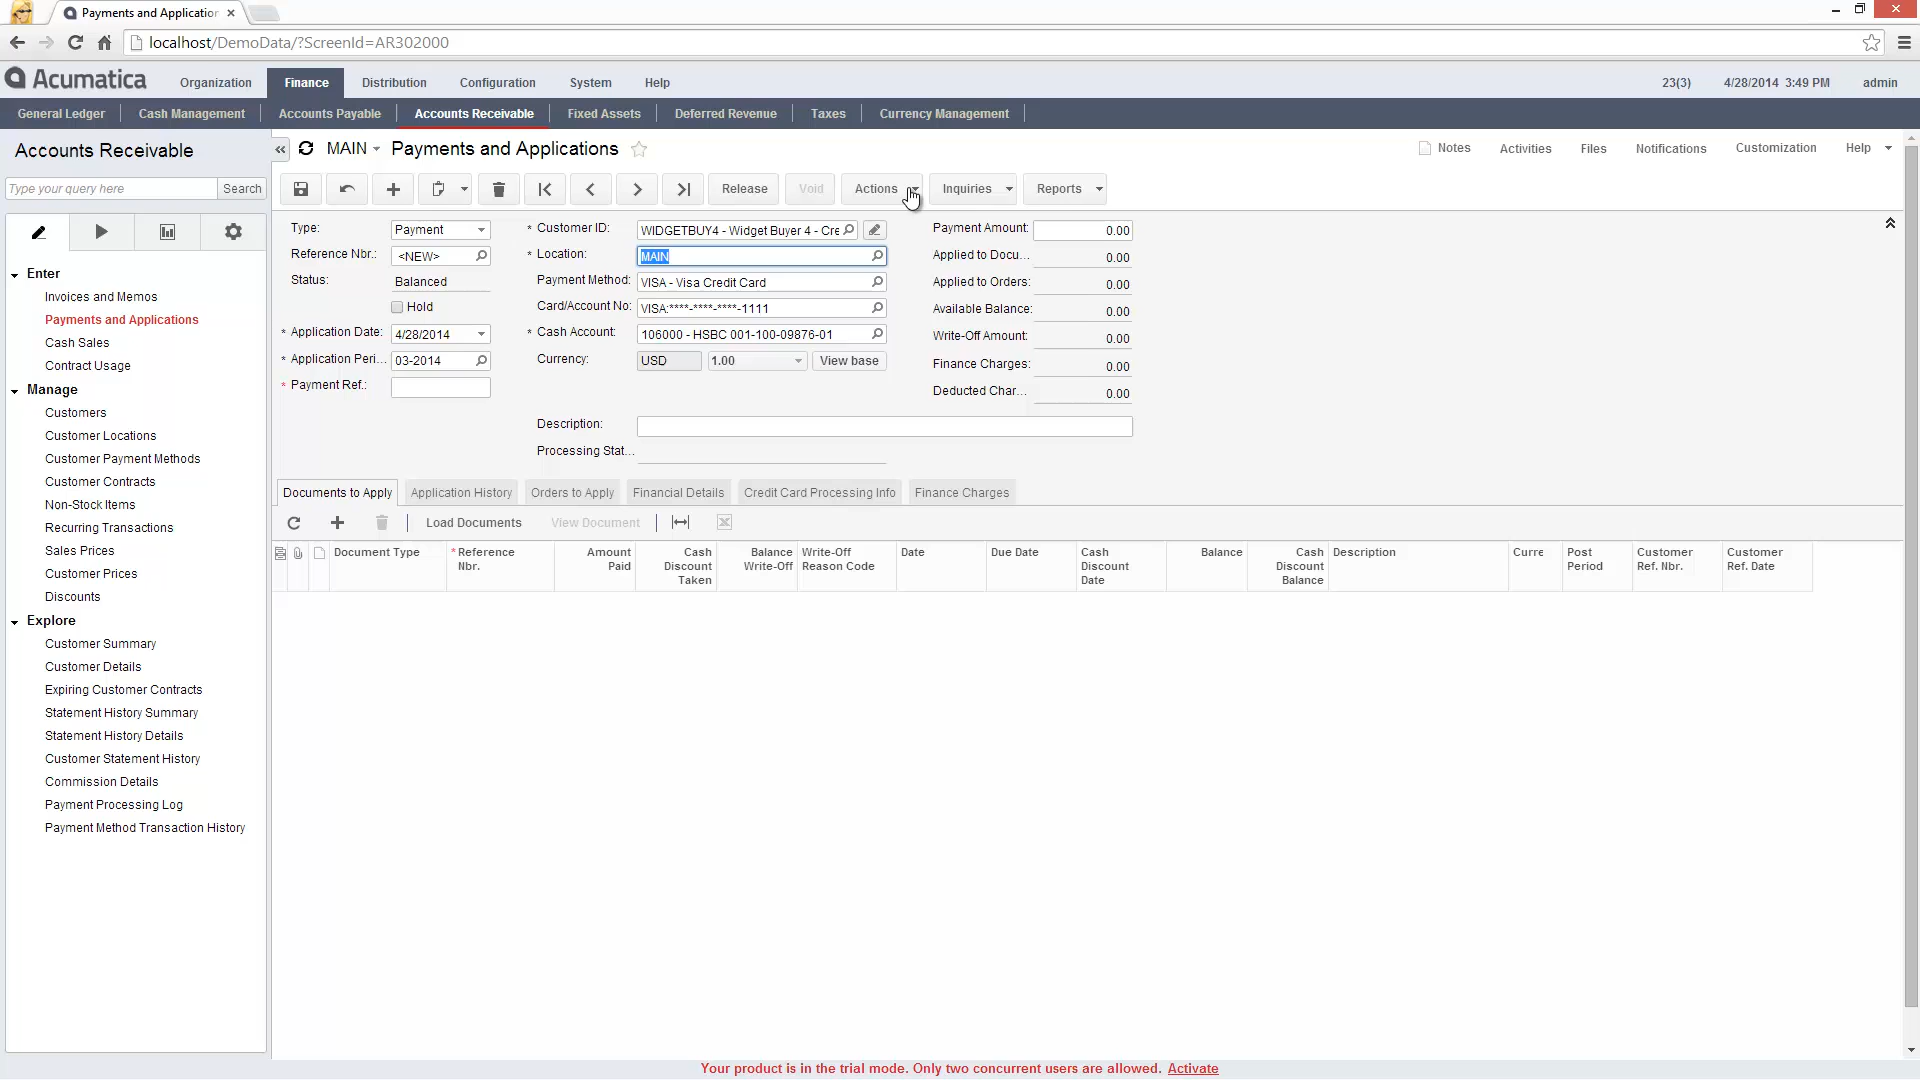 Payments and Application
localhost/DemoData/?ScreenId=AR302000
Acumatica
Organization Finance Distribution Configuration System Help
23(3) 4/28/2014 3:49 PM admin
General Ledger Cash Management Accounts Payable Accounts Receivable Fixed Assets Deferred Revenue Taxes Currency Management
Accounts Receivable
MAIN Payments and Applications
Notes Activities Files Notifications Customization Help
Type your query here Search
Release Void Actions Inquiries Reports
Enter
Invoices and Memos
Payments and Applications
Cash Sales
Contract Usage
Manage
Customers
Customer Locations
Customer Payment Methods
Customer Contracts
Non-Stock Items
Recurring Transactions
Sales Prices
Customer Prices
Discounts
Explore
Customer Summary
Customer Details
Expiring Customer Contracts
Statement History Summary
Statement History Details
Customer Statement History
Commission Details
Payment Processing Log
Payment Method Transaction History
Type: Payment
Reference Nbr.: <NEW>
Status: Balanced
Hold
* Application Date: 4/28/2014
* Application Peri... 03-2014
* Payment Ref.:
* Customer ID: WIDGETBUY4 - Widget Buyer 4 - Cre
* Location: MAIN
Payment Method: VISA - Visa Credit Card
Card/Account No: VISA:****-****-****-1111
* Cash Account: 106000 - HSBC 001-100-09876-01
Currency: USD 1.00 View base
Description:
Processing Stat...
Payment Amount: 0.00
Applied to Docu... 0.00
Applied to Orders: 0.00
Available Balance: 0.00
Write-Off Amount: 0.00
Finance Charges: 0.00
Deducted Char... 0.00
Documents to Apply Application History Orders to Apply Financial Details Credit Card Processing Info Finance Charges
Load Documents View Document
Document Type
* Reference Nbr.
Amount Paid
Cash Discount Taken
Balance Write-Off
Write-Off Reason Code
Date
Due Date
Cash Discount Date
Balance
Cash Discount Balance
Description
Curre
Post Period
Customer Ref. Nbr.
Customer Ref. Date
Your product is in the trial mode. Only two concurrent users are allowed. Activate